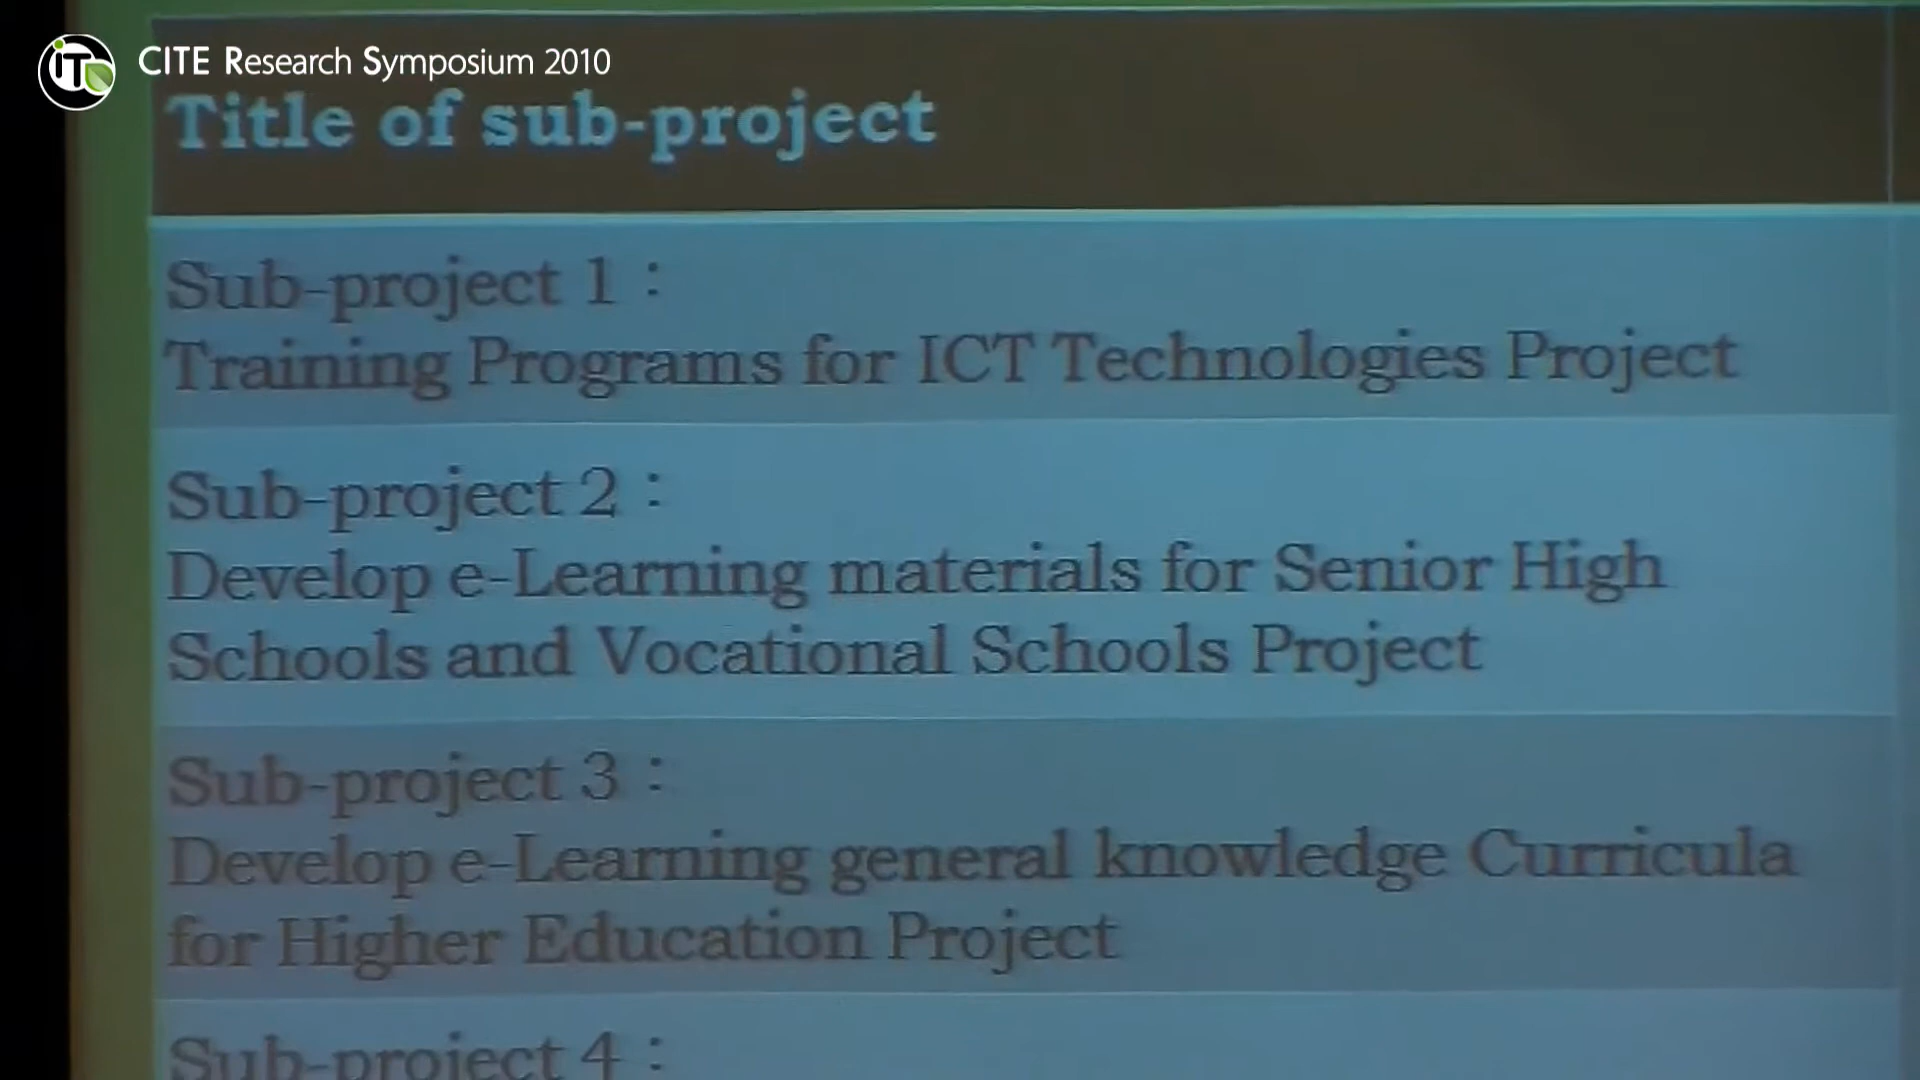 CITE Research Symposium 2010
Title of sub-project
Sub-project 1 :
Training Programs for ICT Technologies Project
Sub-project 2 :
Develop e-Learning materials for Senior High
Schools and Vocational Schools Project
Sub-project 3 :
Develop e-Learning general knowledge Curricula
for Higher Education Project
Sub-project 4 :